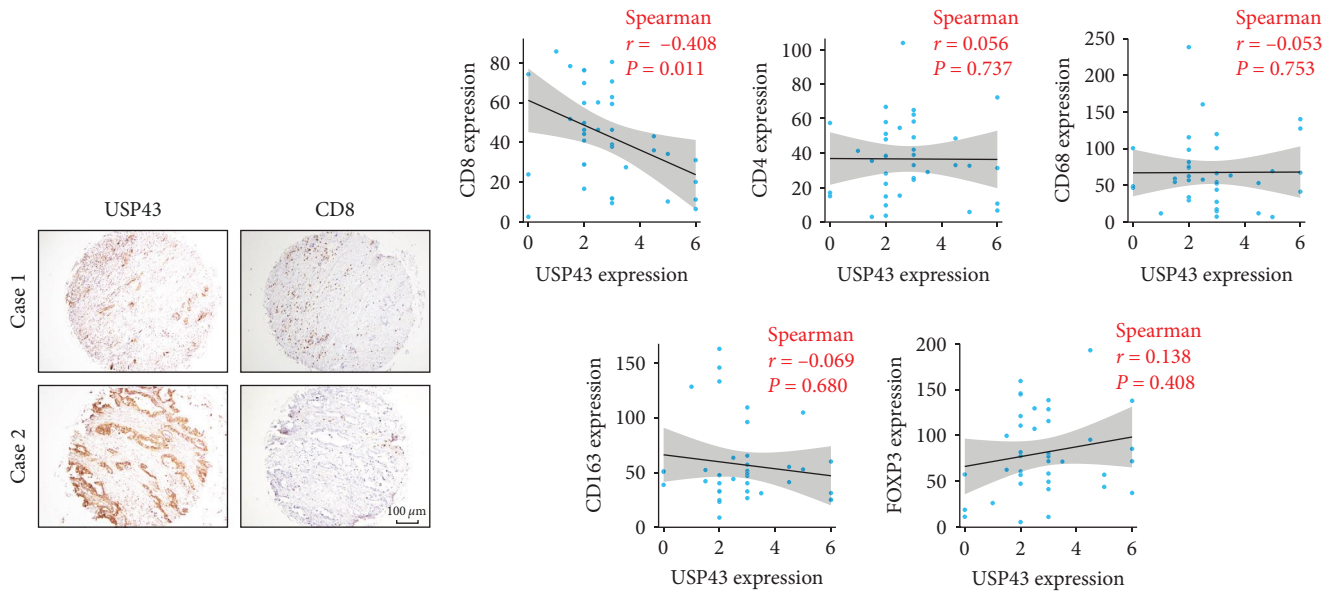 USP43
CD8
Case 1
Case 2
100 μm
Spearman
r = –0.408
P = 0.011
CD8 expression
80
60
40
20
0
0 2 4 6
USP43 expression
Spearman
r = 0.056
P = 0.737
CD4 expression
100
80
60
40
20
0
0 2 4 6
USP43 expression
Spearman
r = –0.053
P = 0.753
CD68 expression
250
200
150
100
50
0
0 2 4 6
USP43 expression
Spearman
r = –0.069
P = 0.680
CD163 expression
150
100
50
0
0 2 4 6
USP43 expression
Spearman
r = 0.138
P = 0.408
FOXP3 expression
200
150
100
50
0
0 2 4 6
USP43 expression